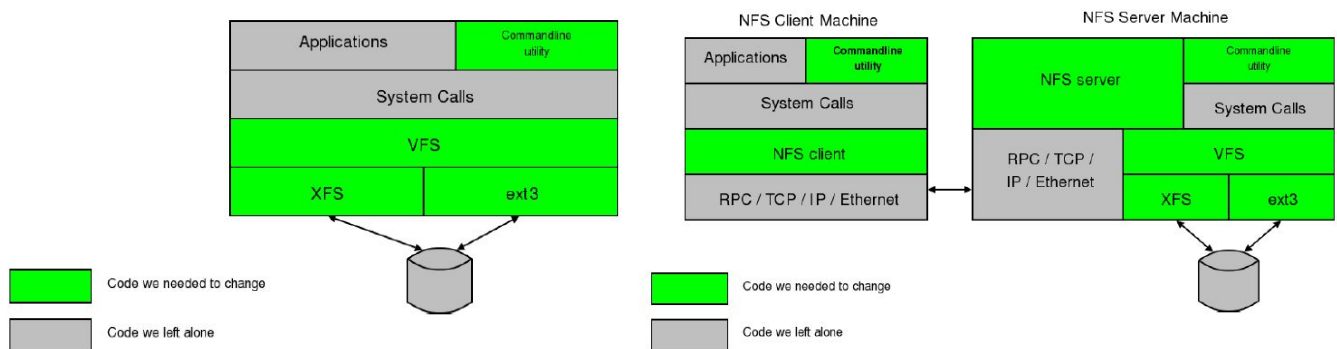 Applications
Commandline
utility
System Calls
VFS
XFS
ext3
Code we needed to change
Code we left alone
NFS Client Machine
Applications
Commandline
utility
System Calls
NFS client
RPC / TCP / IP / Ethernet
NFS Server Machine
NFS server
Commandline
utility
System Calls
RPC / TCP /
IP / Ethernet
VFS
XFS
ext3
Code we needed to change
Code we left alone